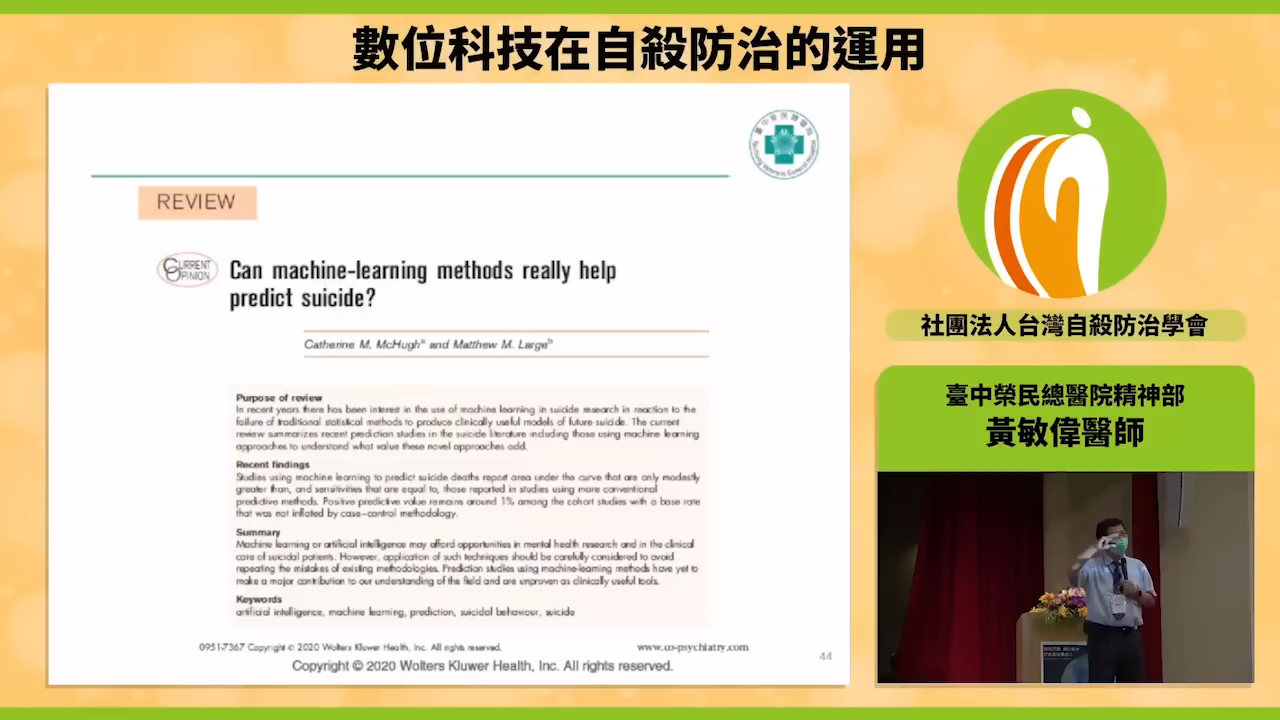 數位科技在自殺防治的運用
REVIEW
CURRENT
OPINION
Can machine-learning methods really help
predict suicide?
Catherine M. McHughᵃ and Matthew M. Largeᵇ
Purpose of review
In recent years there has been interest in the use of machine learning in suicide research in reaction to the
failure of traditional statistical methods to produce clinically useful models of future suicide. The current
review summarizes recent prediction studies in the suicide literature including those using machine learning
approaches to understand what value these novel approaches add.
Recent findings
Studies using machine learning to predict suicide deaths report area under the curve that are only modestly
greater than, and sensitivities that are equal to, those reported in studies using more conventional
predictive methods. Positive predictive value remains around 1% among the cohort studies with a base rate
that was not inflated by case–control methodology.
Summary
Machine learning or artificial intelligence may afford opportunities in mental health research and in the clinical
care of suicidal patients. However, application of such techniques should be carefully considered to avoid
repeating the mistakes of existing methodologies. Prediction studies using machine-learning methods have yet to
make a major contribution to our understanding of the field and are unproven as clinically useful tools.
Keywords
artificial intelligence, machine learning, prediction, suicidal behaviour, suicide
0951-7367 Copyright © 2020 Wolters Kluwer Health, Inc. All rights reserved.
www.co-psychiatry.com
Copyright © 2020 Wolters Kluwer Health, Inc. All rights reserved.
44
社團法人台灣自殺防治學會
臺中榮民總醫院精神部
黃敏偉醫師